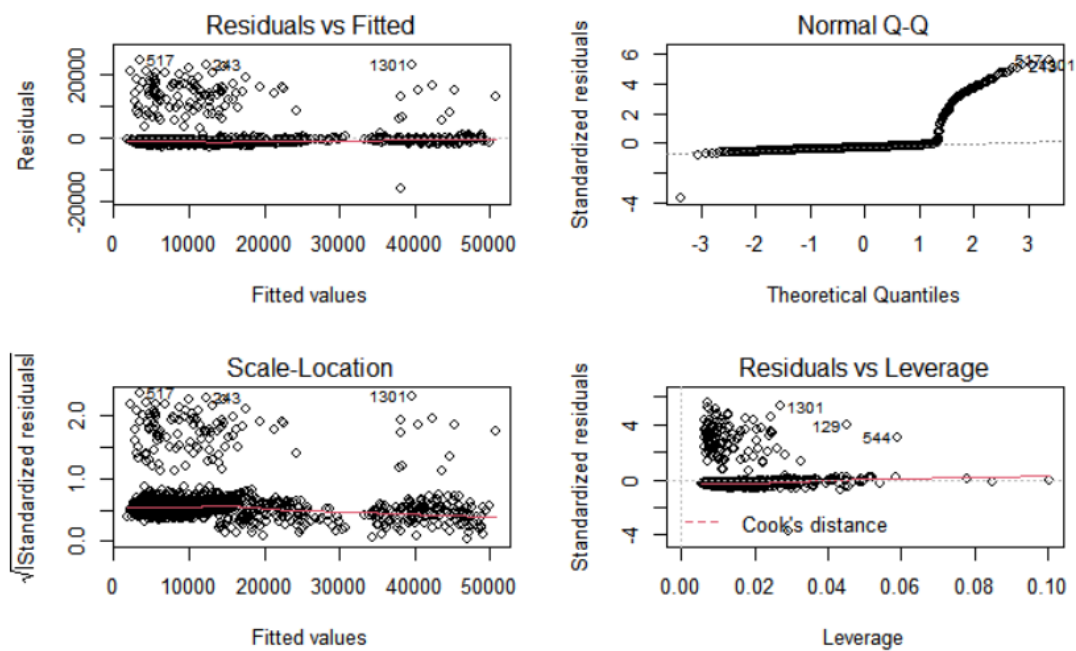 Residuals vs Fitted
Residuals
20000
0
-20000
517
243
1301
0 10000 20000 30000 40000 50000
Fitted values
Normal Q-Q
Standardized residuals
6
4
2
0
-4
517
243
1301
-3 -2 -1 0 1 2 3
Theoretical Quantiles
Scale-Location
√|Standardized residuals|
2.0
1.0
0.0
517
243
1301
0 10000 20000 30000 40000 50000
Fitted values
Residuals vs Leverage
Standardized residuals
4
0
-4
1301
129
544
Cook's distance
0.00 0.02 0.04 0.06 0.08 0.10
Leverage